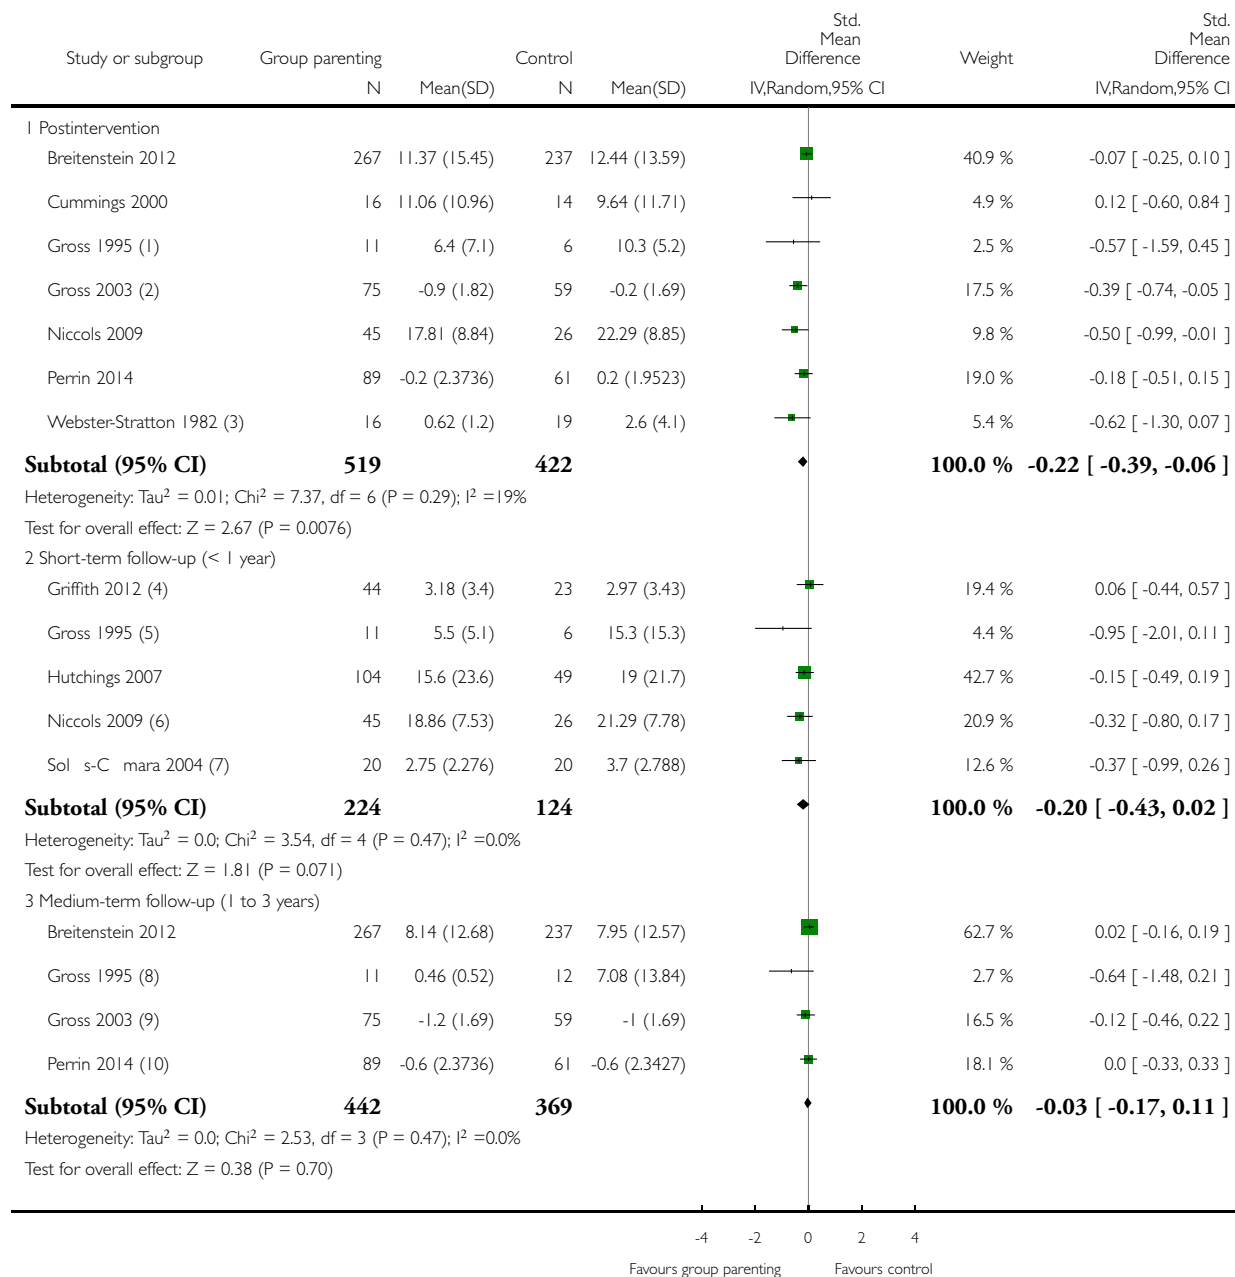 Study or subgroup Group parenting Control Std. Mean Difference Weight Std. Mean Difference
N Mean(SD) N Mean(SD) IV,Random,95% CI IV,Random,95% CI
1 Postintervention
Breitenstein 2012 267 11.37 (15.45) 237 12.44 (13.59) 40.9 % -0.07 [ -0.25, 0.10 ]
Cummings 2000 16 11.06 (10.96) 14 9.64 (11.71) 4.9 % 0.12 [ -0.60, 0.84 ]
Gross 1995 (1) 11 6.4 (7.1) 6 10.3 (5.2) 2.5 % -0.57 [ -1.59, 0.45 ]
Gross 2003 (2) 75 -0.9 (1.82) 59 -0.2 (1.69) 17.5 % -0.39 [ -0.74, -0.05 ]
Niccols 2009 45 17.81 (8.84) 26 22.29 (8.85) 9.8 % -0.50 [ -0.99, -0.01 ]
Perrin 2014 89 -0.2 (2.3736) 61 0.2 (1.9523) 19.0 % -0.18 [ -0.51, 0.15 ]
Webster-Stratton 1982 (3) 16 0.62 (1.2) 19 2.6 (4.1) 5.4 % -0.62 [ -1.30, 0.07 ]
Subtotal (95% CI) 519 422 100.0 % -0.22 [ -0.39, -0.06 ]
Heterogeneity: Tau² = 0.01; Chi² = 7.37, df = 6 (P = 0.29); I² =19%
Test for overall effect: Z = 2.67 (P = 0.0076)
2 Short-term follow-up (< 1 year)
Griffith 2012 (4) 44 3.18 (3.4) 23 2.97 (3.43) 19.4 % 0.06 [ -0.44, 0.57 ]
Gross 1995 (5) 11 5.5 (5.1) 6 15.3 (15.3) 4.4 % -0.95 [ -2.01, 0.11 ]
Hutchings 2007 104 15.6 (23.6) 49 19 (21.7) 42.7 % -0.15 [ -0.49, 0.19 ]
Niccols 2009 (6) 45 18.86 (7.53) 26 21.29 (7.78) 20.9 % -0.32 [ -0.80, 0.17 ]
Sol s-C mara 2004 (7) 20 2.75 (2.276) 20 3.7 (2.788) 12.6 % -0.37 [ -0.99, 0.26 ]
Subtotal (95% CI) 224 124 100.0 % -0.20 [ -0.43, 0.02 ]
Heterogeneity: Tau² = 0.0; Chi² = 3.54, df = 4 (P = 0.47); I² =0.0%
Test for overall effect: Z = 1.81 (P = 0.071)
3 Medium-term follow-up (1 to 3 years)
Breitenstein 2012 267 8.14 (12.68) 237 7.95 (12.57) 62.7 % 0.02 [ -0.16, 0.19 ]
Gross 1995 (8) 11 0.46 (0.52) 12 7.08 (13.84) 2.7 % -0.64 [ -1.48, 0.21 ]
Gross 2003 (9) 75 -1.2 (1.69) 59 -1 (1.69) 16.5 % -0.12 [ -0.46, 0.22 ]
Perrin 2014 (10) 89 -0.6 (2.3736) 61 -0.6 (2.3427) 18.1 % 0.0 [ -0.33, 0.33 ]
Subtotal (95% CI) 442 369 100.0 % -0.03 [ -0.17, 0.11 ]
Heterogeneity: Tau² = 0.0; Chi² = 2.53, df = 3 (P = 0.47); I² =0.0%
Test for overall effect: Z = 0.38 (P = 0.70)
-4 -2 0 2 4
Favours group parenting Favours control